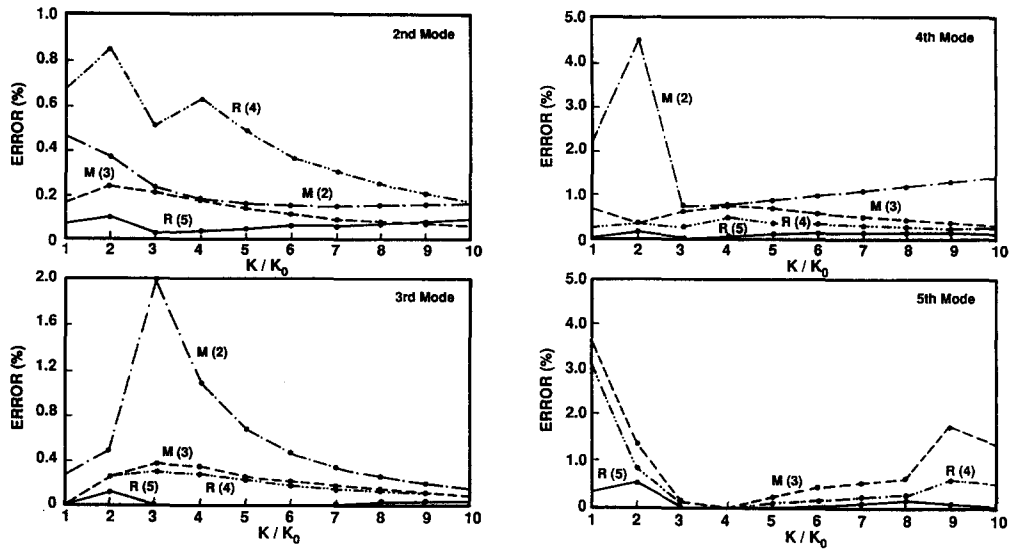 1.0
0.8
0.6
0.4
0.2
0
ERROR (%)
2nd Mode
R (4)
M (3)
M (2)
R (5)
1 2 3 4 5 6 7 8 9 10
K / K0
5.0
4.0
3.0
2.0
1.0
0
ERROR (%)
4th Mode
M (2)
M (3)
R (5)
R (4)
1 2 3 4 5 6 7 8 9 10
K / K0
2.0
1.6
1.2
0.8
0.4
0
ERROR (%)
3rd Mode
M (2)
M (3)
R (5)
R (4)
1 2 3 4 5 6 7 8 9 10
K / K0
5.0
4.0
3.0
2.0
1.0
0
ERROR (%)
5th Mode
R (5)
M (3)
R (4)
1 2 3 4 5 6 7 8 9 10
K / K0